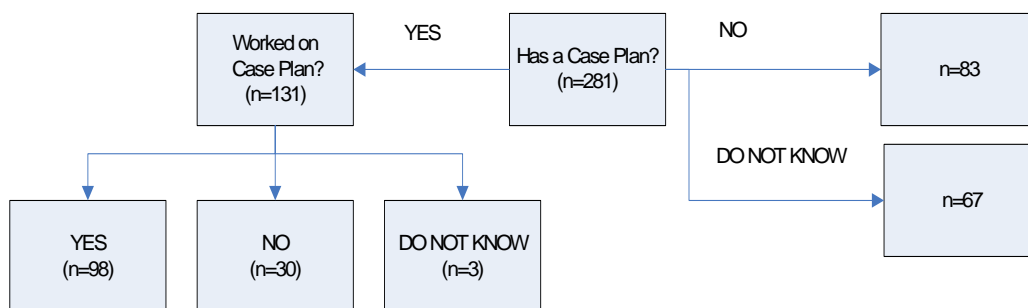 YES
NO
Worked on
Case Plan?
(n=131)
Has a Case Plan?
(n=281)
n=83
DO NOT KNOW
n=67
YES
(n=98)
NO
(n=30)
DO NOT KNOW
(n=3)